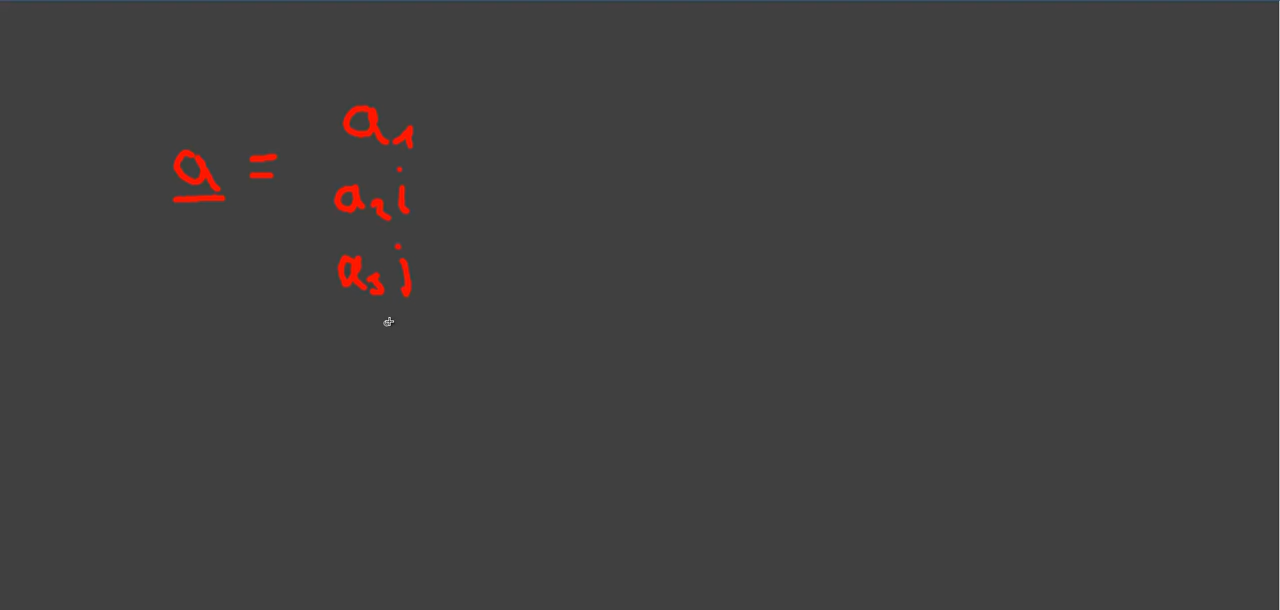 a =
a₁
a₂i
a₃j